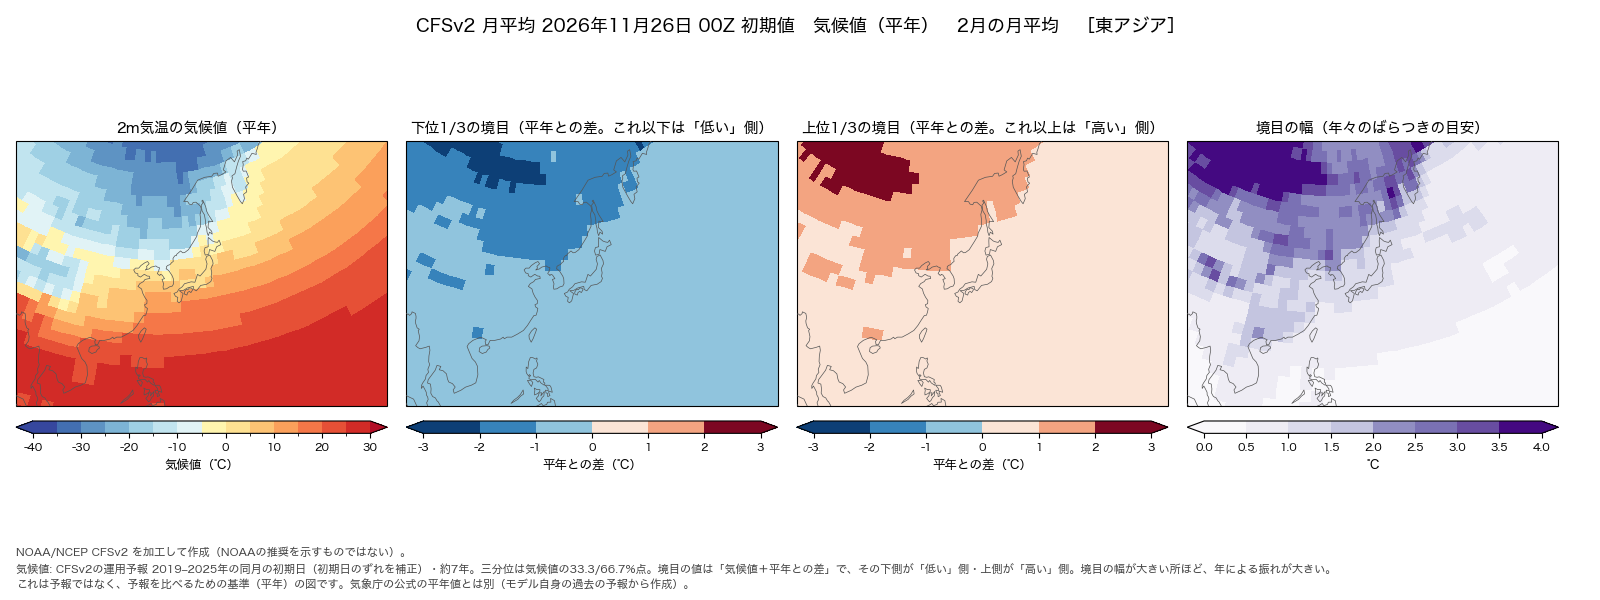 CFSv2 月平均 2026年11月26日 00Z 初期値　気候値（平年）　2月の月平均　［東アジア］
2m気温の気候値（平年）
下位1/3の境目（平年との差。これ以下は「低い」側）
上位1/3の境目（平年との差。これ以上は「高い」側）
境目の幅（年々のばらつきの目安）
-40 -30 -20 -10 0 10 20 30
-3 -2 -1 0 1 2 3
-3 -2 -1 0 1 2 3
0.0 0.5 1.0 1.5 2.0 2.5 3.0 3.5 4.0
気候値（℃）
平年との差（℃）
平年との差（℃）
℃
NOAA/NCEP CFSv2 を加工して作成（NOAAの推奨を示すものではない）。
気候値: CFSv2の運用予報 2019–2025年の同月の初期日（初期日のずれを補正）・約7年。三分位は気候値の33.3/66.7%点。境目の値は「気候値＋平年との差」で、その下側が「低い」側・上側が「高い」側。境目の幅が大きい所ほど、年による振れが大きい。
これは予報ではなく、予報を比べるための基準（平年）の図です。気象庁の公式の平年値とは別（モデル自身の過去の予報から作成）。